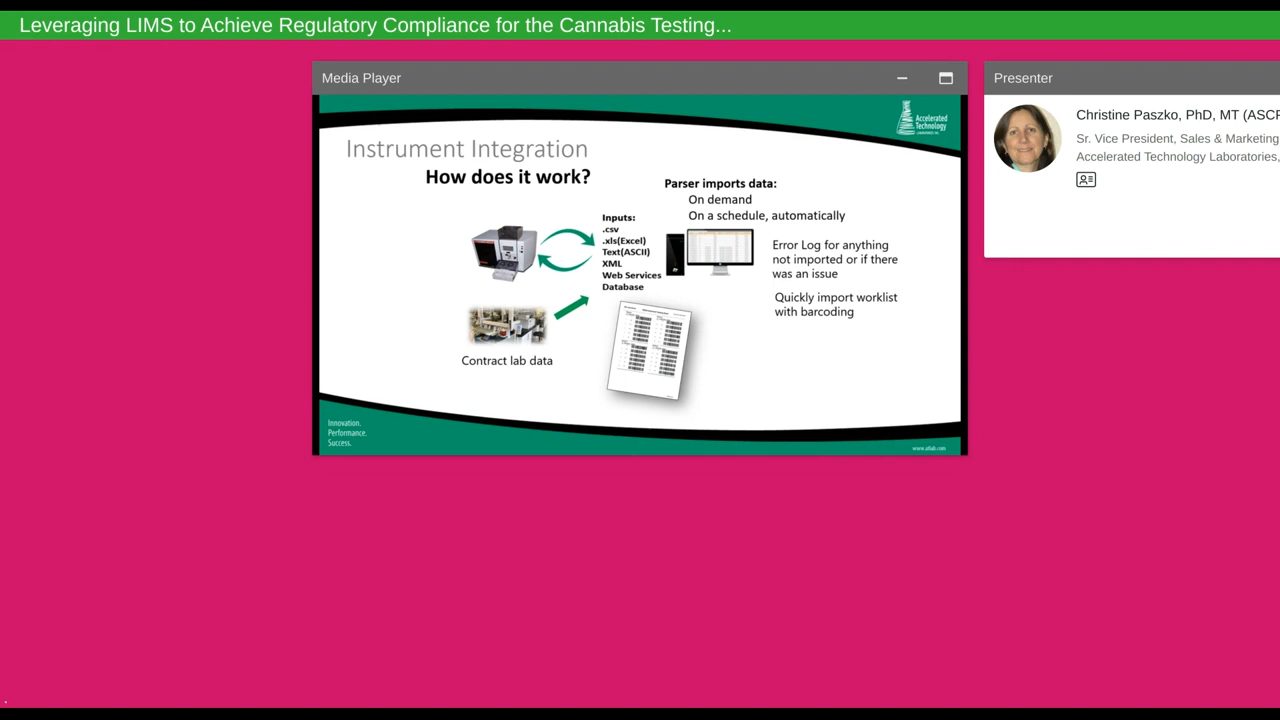 Leveraging LIMS to Achieve Regulatory Compliance for the Cannabis Testing...
Media Player
Presenter
Accelerated
Technology
Christine Paszko, PhD, MT (ASCP
Sr. Vice President, Sales & Marketing
Accelerated Technology Laboratories,
Instrument Integration
How does it work?
Parser imports data:
On demand
On a schedule, automatically
Inputs:
.csv
.xls(Excel)
Text(ASCII)
XML
Web Services
Database
Error Log for anything
not imported or if there
was an issue
Quickly import worklist
with barcoding
Contract lab data
Innovation.
Performance.
Success.
www.atlab.com